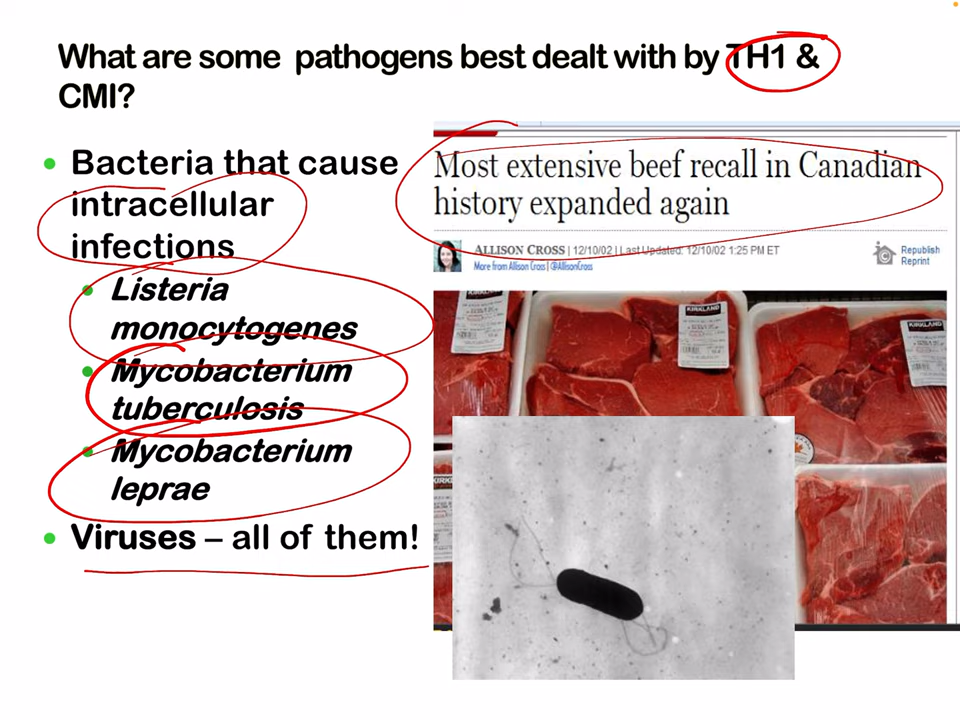 What are some pathogens best dealt with by TH1 &
CMI?
• Bacteria that cause
intracellular
infections
• Listeria
monocytogenes
• Mycobacterium
tuberculosis
• Mycobacterium
leprae
• Viruses – all of them!
Most extensive beef recall in Canadian
history expanded again
ALLISON CROSS | 12/10/02 | Last Updated: 12/10/02 1:25 PM ET
More from Allison Cross | @AllisonCross
Republish
Reprint
KIRKLAND
KIRKLAND
KIRKLAND